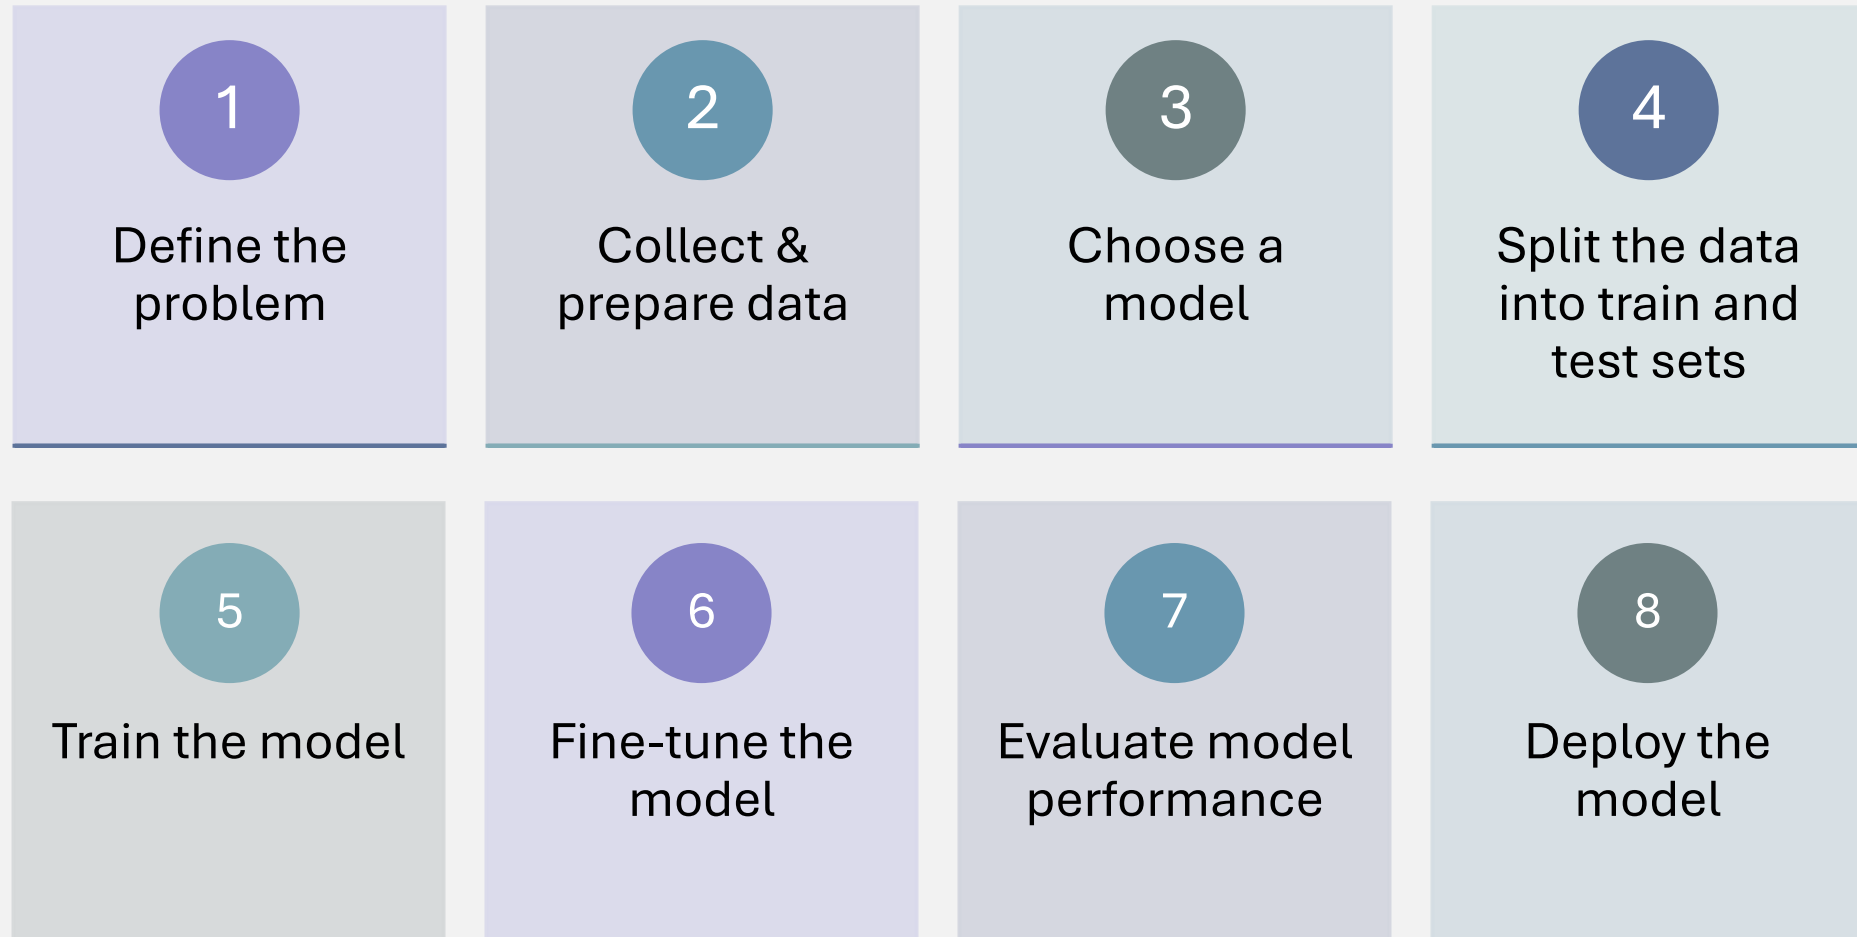 1
Define the
problem
2
Collect &
prepare data
3
Choose a
model
4
Split the data
into train and
test sets
5
Train the model
6
Fine-tune the
model
7
Evaluate model
performance
8
Deploy the
model